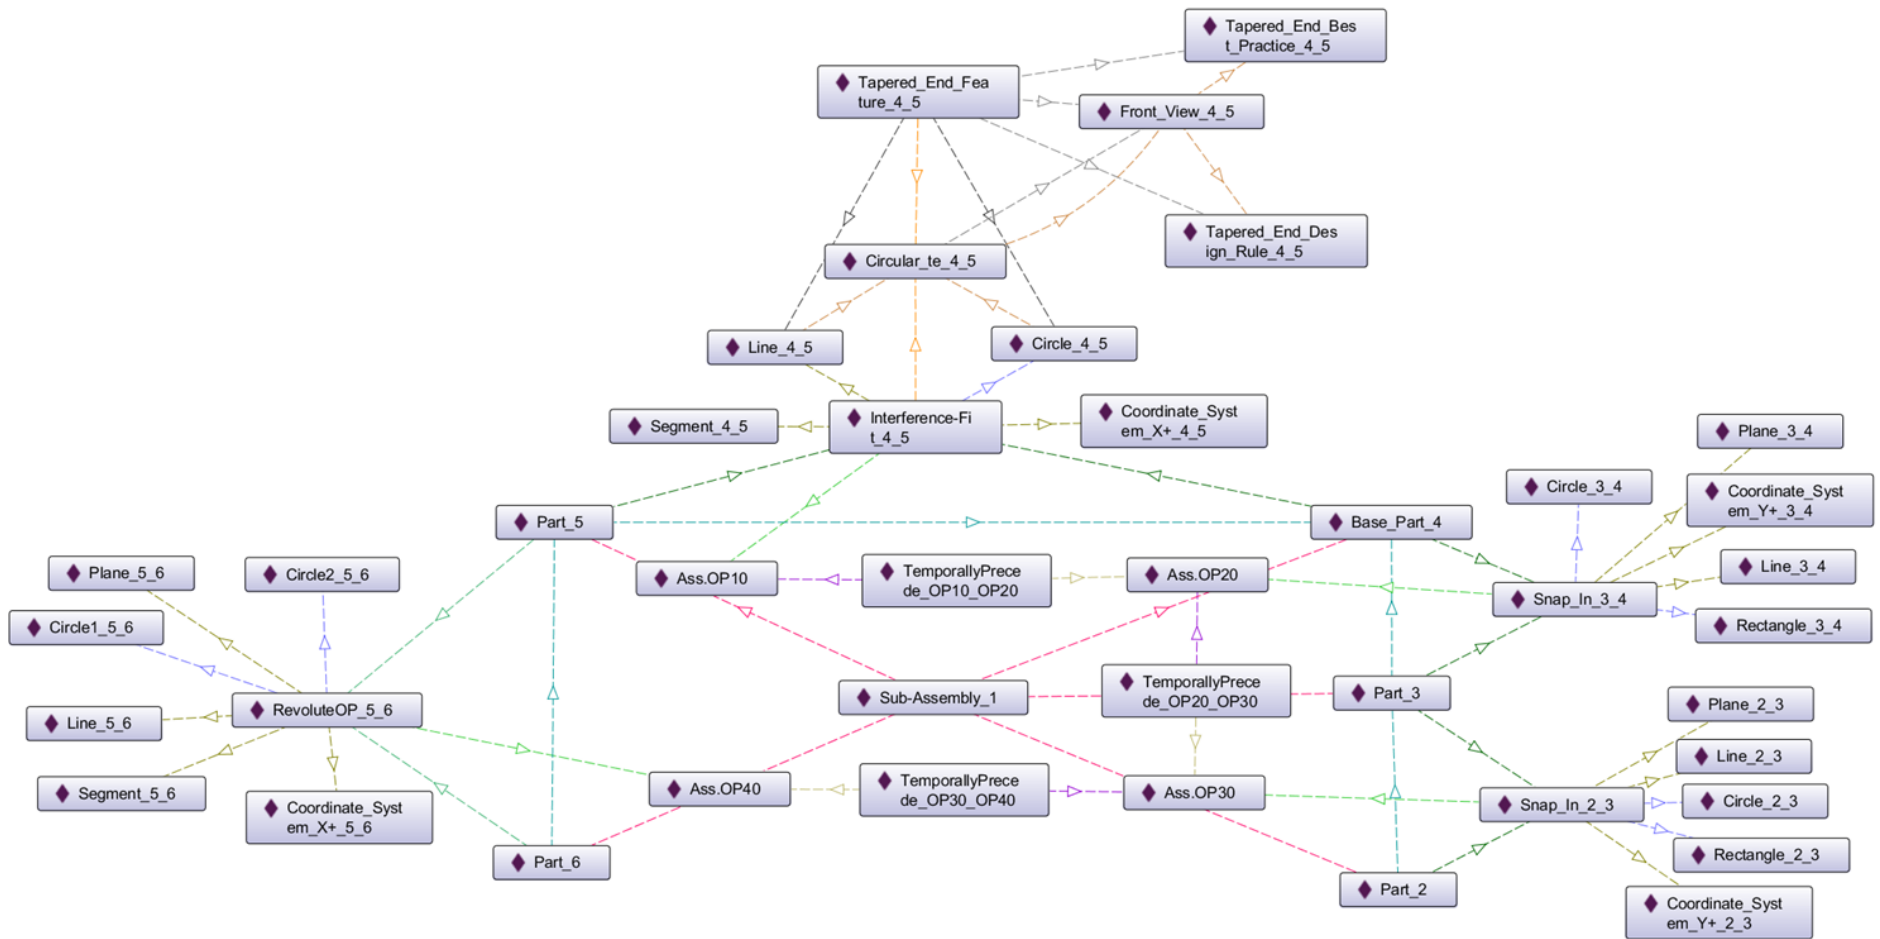 Tapered_End_Bes
t_Practice_4_5
Tapered_End_Fea
ture_4_5
Front_View_4_5
Tapered_End_Des
ign_Rule_4_5
Circular_te_4_5
Line_4_5
Circle_4_5
Segment_4_5
Interference-Fi
t_4_5
Coordinate_Syst
em_X+_4_5
Plane_3_4
Circle_3_4
Coordinate_Syst
em_Y+_3_4
Part_5
Base_Part_4
Plane_5_6
Circle2_5_6
Ass.OP10
TemporallyPrece
de_OP10_OP20
Ass.OP20
Line_3_4
Snap_In_3_4
Circle1_5_6
Rectangle_3_4
RevoluteOP_5_6
Sub-Assembly_1
TemporallyPrece
de_OP20_OP30
Part_3
Line_5_6
Plane_2_3
Line_2_3
Segment_5_6
Ass.OP40
TemporallyPrece
de_OP30_OP40
Ass.OP30
Snap_In_2_3
Circle_2_3
Coordinate_Syst
em_X+_5_6
Rectangle_2_3
Part_6
Part_2
Coordinate_Syst
em_Y+_2_3